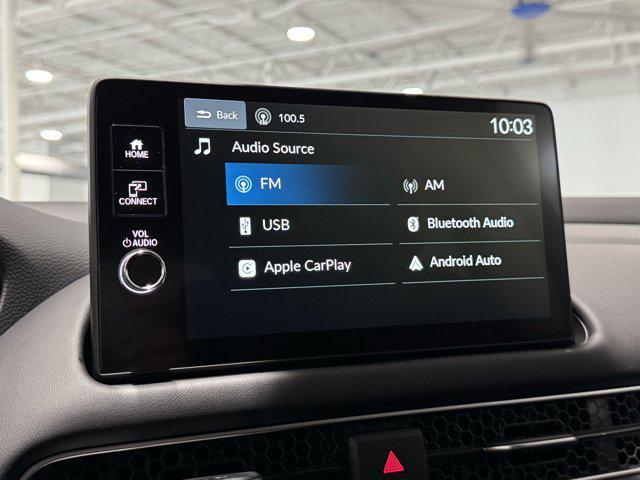 Back 100.5 10:03
HOME
Audio Source
FM
AM
CONNECT
USB
Bluetooth Audio
VOL
AUDIO
Apple CarPlay
Android Auto